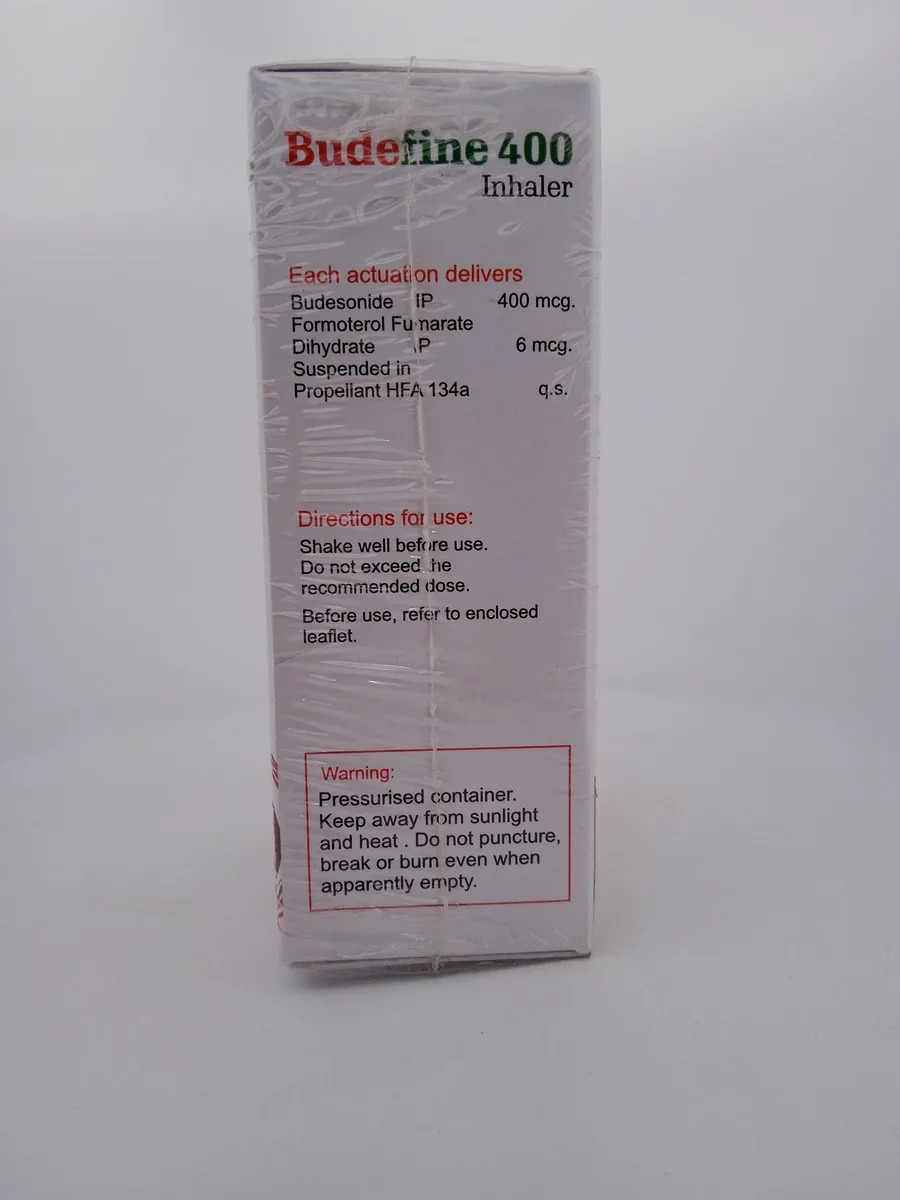 Budefine 400
Inhaler
Each actuation delivers
Budesonide IP 400 mcg.
Formoterol Fumarate
Dihydrate IP 6 mcg.
Suspended in
Propellant HFA 134a q.s.
Directions for use:
Shake well before use.
Do not exceed the
recommended dose.
Before use, refer to enclosed
leaflet.
Warning:
Pressurised container.
Keep away from sunlight
and heat . Do not puncture,
break or burn even when
apparently empty.